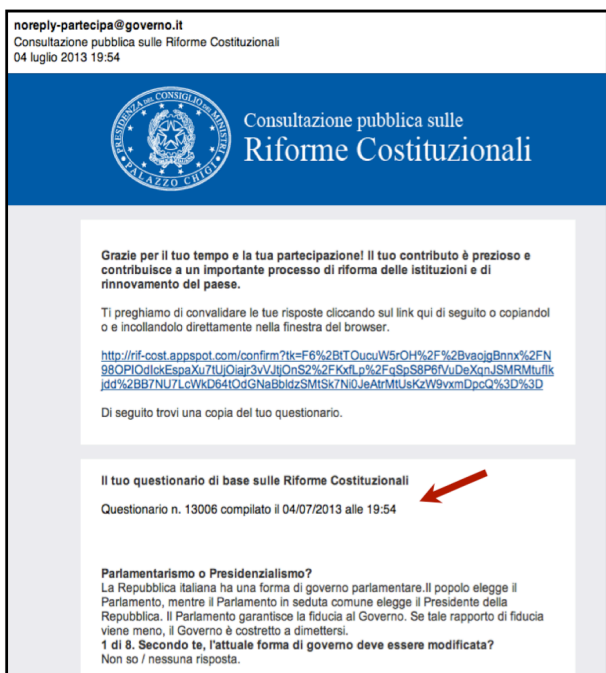 noreply-partecipa@governo.it
Consultazione pubblica sulle Riforme Costituzionali
04 luglio 2013 19:54
PRESIDENZA DEL CONSIGLIO DEI MINISTRI
PALAZZO CHIGI
Consultazione pubblica sulle
Riforme Costituzionali
Grazie per il tuo tempo e la tua partecipazione! Il tuo contributo è prezioso e
contribuisce a un importante processo di riforma delle istituzioni e di
rinnovamento del paese.
Ti preghiamo di convalidare le tue risposte cliccando sul link qui di seguito o copiandol
o e incollandolo direttamente nella finestra del browser.
http://rif-cost.appspot.com/confirm?tk=F6%2BtTOucuW5rOH%2F%2BvaojgBnnx%2FN
98OPIOdIckEspaXu7tUjOiajr3vVJtjOnS2%2FKxfLp%2FqSpS8P6fVuDeXqnJSMRMtuflk
jdd%2BB7NU7LcWkD64tOdGNaBbldzSMtSk7Ni0JeAtrMtUsKzW9vxmDpcQ%3D%3D
Di seguito trovi una copia del tuo questionario.
Il tuo questionario di base sulle Riforme Costituzionali
Questionario n. 13006 compilato il 04/07/2013 alle 19:54
Parlamentarismo o Presidenzialismo?
La Repubblica italiana ha una forma di governo parlamentare.Il popolo elegge il
Parlamento, mentre il Parlamento in seduta comune elegge il Presidente della
Repubblica. Il Parlamento garantisce la fiducia al Governo. Se tale rapporto di fiducia
viene meno, il Governo è costretto a dimettersi.
1 di 8. Secondo te, l'attuale forma di governo deve essere modificata?
Non so / nessuna risposta.